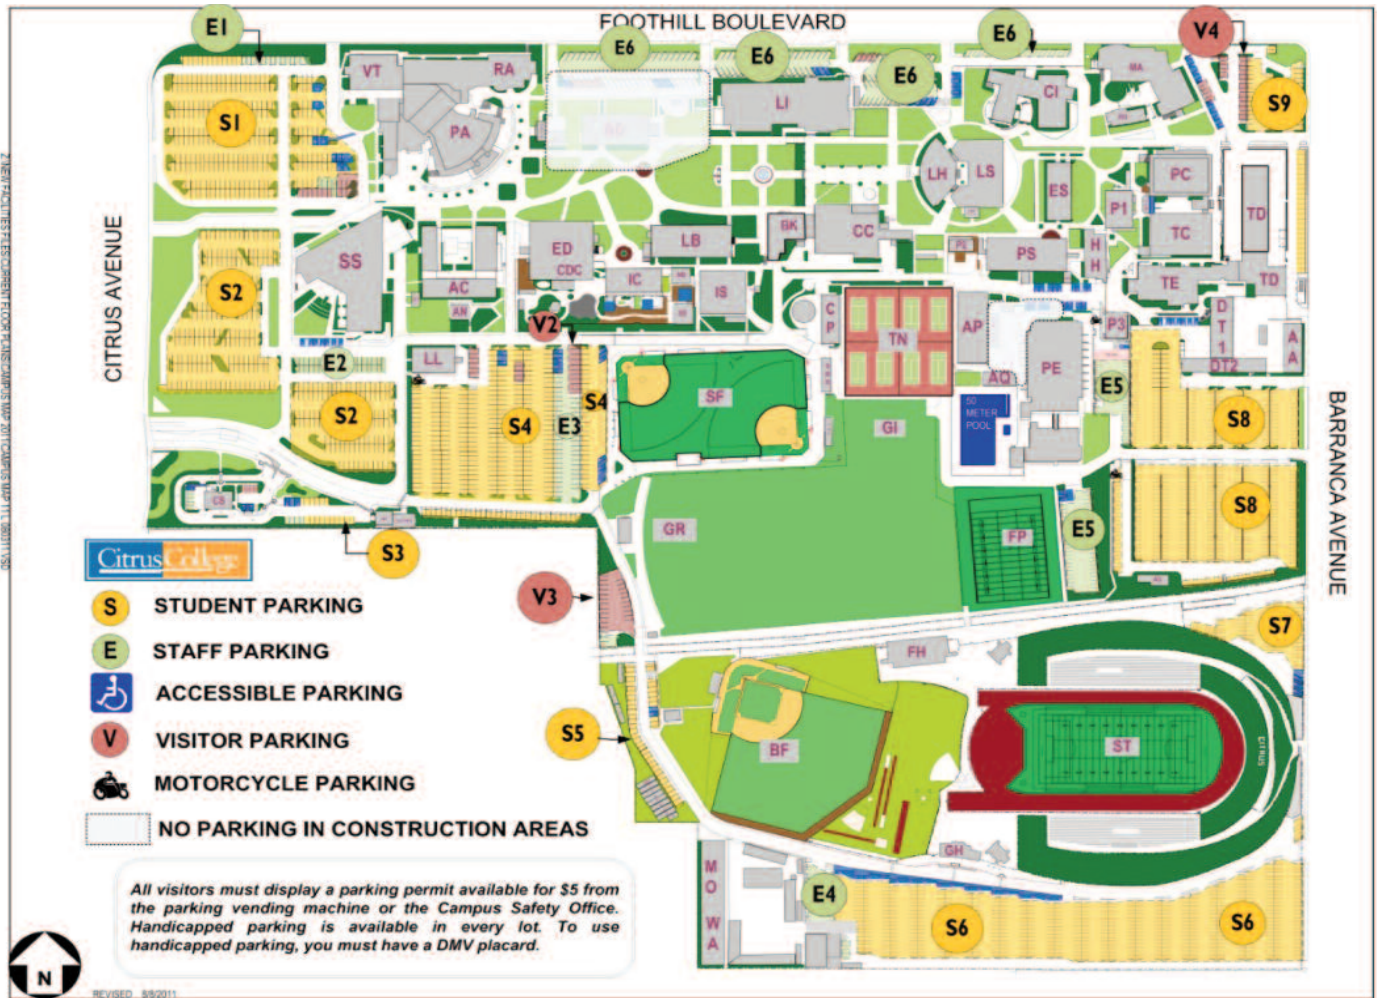 FOOTHILL BOULEVARD
E1
E6
E6
E6
E6
V4
VT
RA
LI
CI
S9
S1
PA
LH
LS
ES
PC
P1
TD
CITRUS AVENUE
SS
ED
CDC
LB
BK
CC
PS
H
H
TC
S2
AC
AN
IC
IS
C
P
TN
AP
TE
TD
V2
P3
D
T
1
DT2
A
A
E2
LL
PE
AQ
E5
S2
S4
E3
S4
SF
GI
50
METER
POOL
S8
BARRANCA AVENUE
S8
GR
FP
E5
S3
Citrus College
S STUDENT PARKING
E STAFF PARKING
ACCESSIBLE PARKING
V VISITOR PARKING
MOTORCYCLE PARKING
NO PARKING IN CONSTRUCTION AREAS
V3
S7
FH
S5
BF
ST
CITRUS
GH
M
O
W
A
E4
S6
S6
All visitors must display a parking permit available for $5 from
the parking vending machine or the Campus Safety Office.
Handicapped parking is available in every lot. To use
handicapped parking, you must have a DMV placard.
N
REVISED 8/8/2011